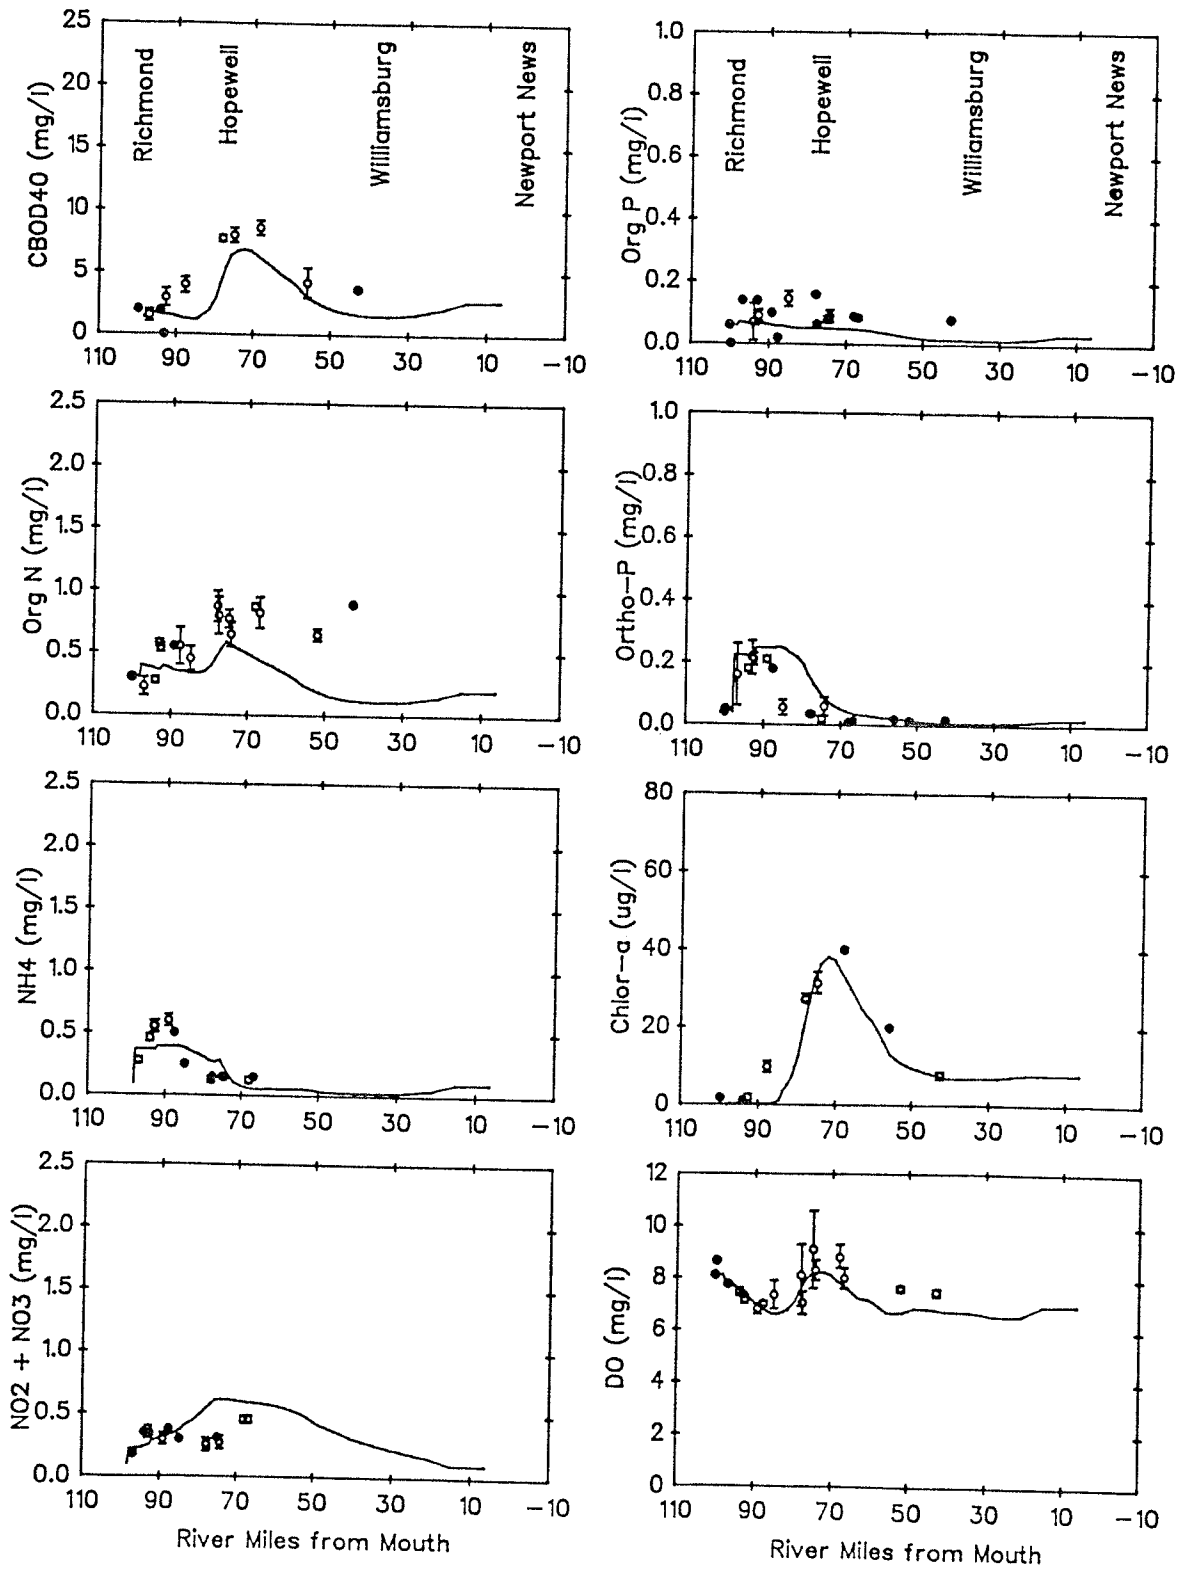 25
20
15
10
5
0
CBOD40 (mg/l)
Richmond
Hopewell
Williamsburg
Newport News
110 90 70 50 30 10 −10
1.0
0.8
0.6
0.4
0.2
0.0
Org P (mg/l)
Richmond
Hopewell
Williamsburg
Newport News
110 90 70 50 30 10 −10
2.5
2.0
1.5
1.0
0.5
0.0
Org N (mg/l)
110 90 70 50 30 10 −10
1.0
0.8
0.6
0.4
0.2
0.0
Ortho−P (mg/l)
110 90 70 50 30 10 −10
2.5
2.0
1.5
1.0
0.5
0.0
NH4 (mg/l)
110 90 70 50 30 10 −10
80
60
40
20
0
Chlor−a (ug/l)
110 90 70 50 30 10 −10
2.5
2.0
1.5
1.0
0.5
0.0
NO2 + NO3 (mg/l)
110 90 70 50 30 10 −10
River Miles from Mouth
12
10
8
6
4
2
0
DO (mg/l)
110 90 70 50 30 10 −10
River Miles from Mouth